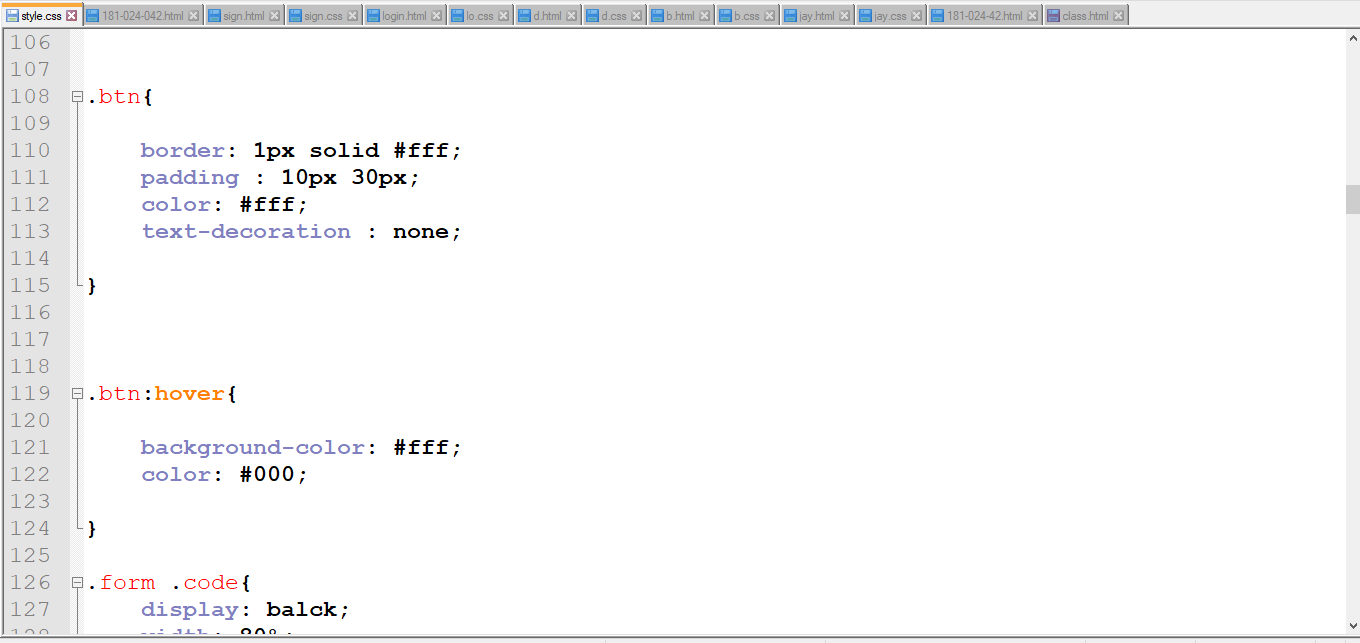 style.css 181-024-042.html sign.html sign.css login.html lo.css d.html d.css b.html b.css jay.html jay.css 181-024-42.html class.html
106
107
108 .btn{
109
110 border: 1px solid #fff;
111 padding : 10px 30px;
112 color: #fff;
113 text-decoration : none;
114
115 }
116
117
118
119 .btn:hover{
120
121 background-color: #fff;
122 color: #000;
123
124 }
125
126 .form .code{
127 display: balck;
128 width: 80%;